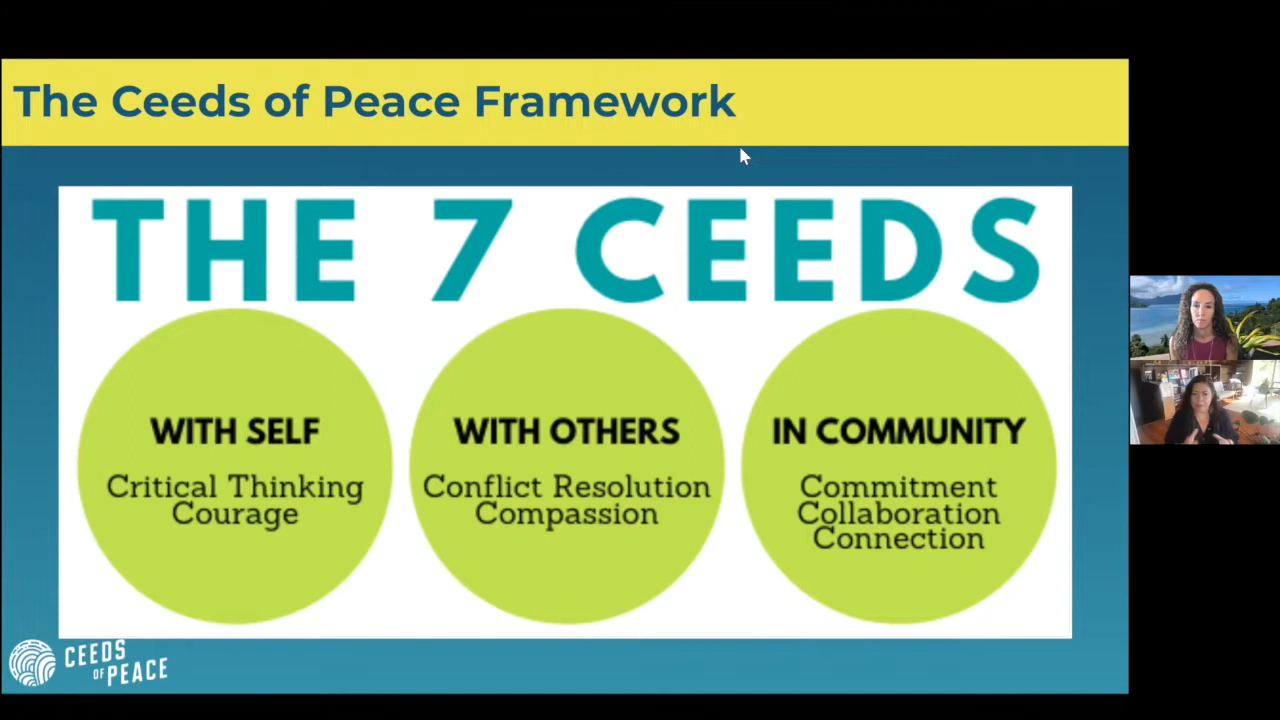 The Ceeds of Peace Framework
THE 7 CEEDS
WITH SELF
Critical Thinking
Courage
WITH OTHERS
Conflict Resolution
Compassion
IN COMMUNITY
Commitment
Collaboration
Connection
CEEDS
OF PEACE